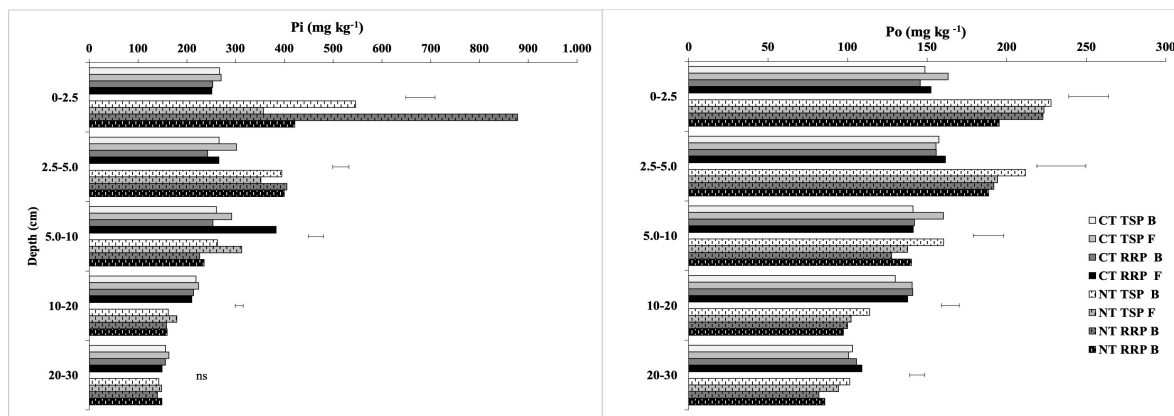 Pi (mg kg⁻¹)
0 100 200 300 400 500 600 700 800 900 1.000
Depth (cm)
0-2.5
2.5-5.0
5.0-10
10-20
20-30
ns
Po (mg kg⁻¹)
0 50 100 150 200 250 300
0-2.5
2.5-5.0
5.0-10
10-20
20-30
CT TSP B
CT TSP F
CT RRP B
CT RRP F
NT TSP B
NT TSP F
NT RRP B
NT RRP B